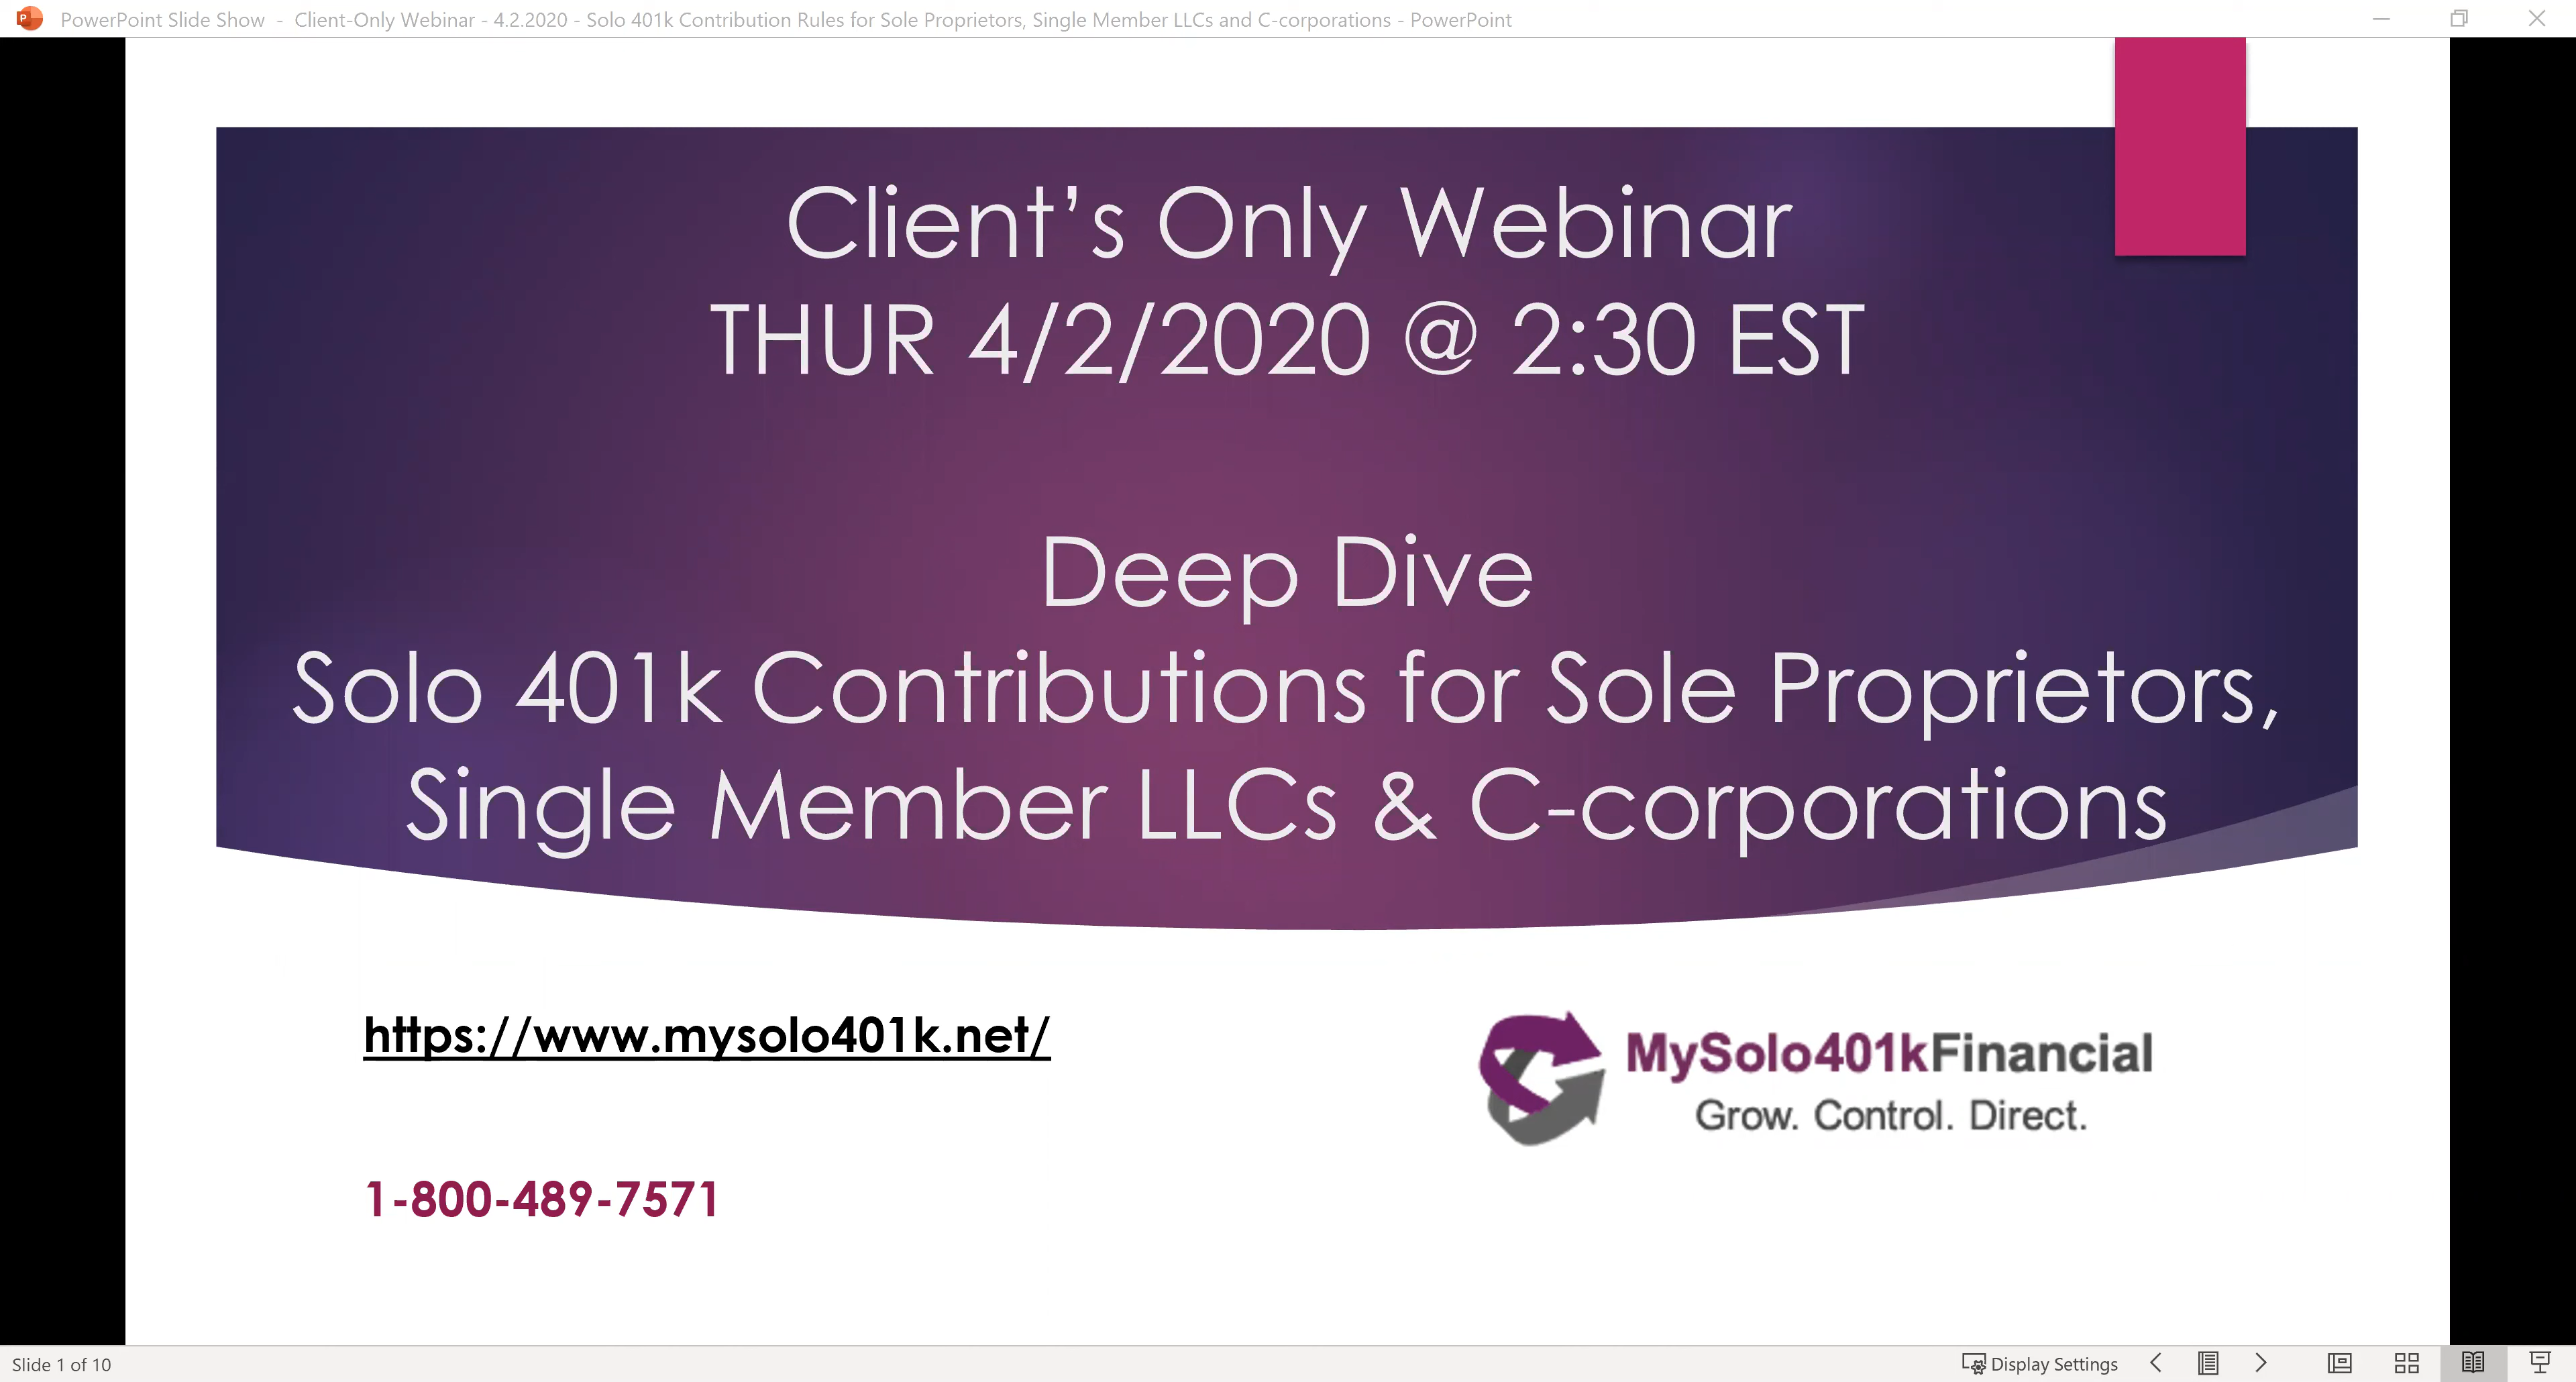 PowerPoint Slide Show - Client-Only Webinar - 4.2.2020 - Solo 401k Contribution Rules for Sole Proprietors, Single Member LLCs and C-corporations - PowerPoint
Client’s Only Webinar
THUR 4/2/2020 @ 2:30 EST
Deep Dive
Solo 401k Contributions for Sole Proprietors,
Single Member LLCs & C-corporations
https://www.mysolo401k.net/
MySolo401kFinancial
Grow. Control. Direct.
1-800-489-7571
Slide 1 of 10
Display Settings